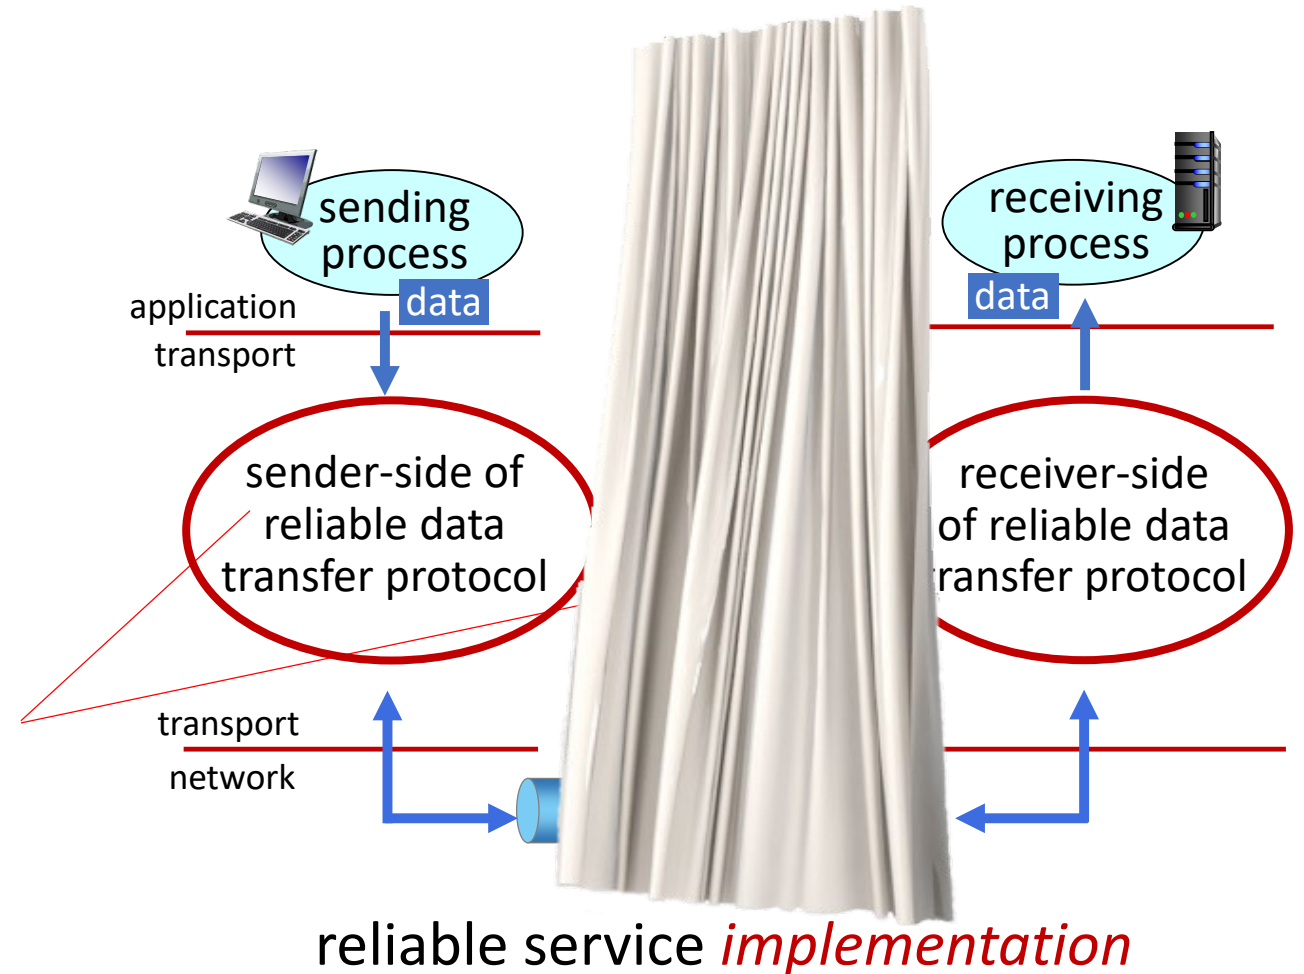 sending
process
data
application
transport
sender-side of
reliable data
transfer protocol
transport
network
receiving
process
data
receiver-side
of reliable data
transfer protocol
reliable service implementation